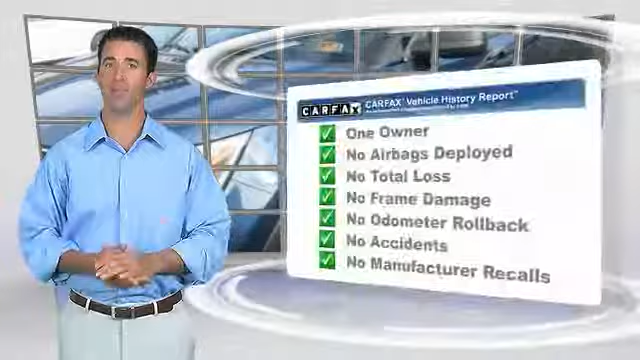 CARFAX CARFAX Vehicle History Report™
One Owner
No Airbags Deployed
No Total Loss
No Frame Damage
No Odometer Rollback
No Accidents
No Manufacturer Recalls